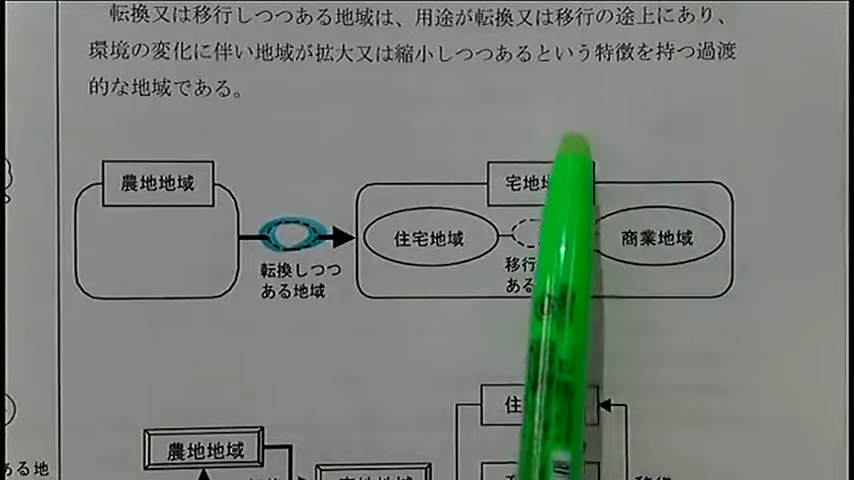 転換又は移行しつつある地域は、用途が転換又は移行の途上にあり、
環境の変化に伴い地域が拡大又は縮小しつつあるという特徴を持つ過渡
的な地域である。
農地地域
宅地
住宅地域
商業地域
転換しつつ
ある地域
移行
ある
住
農地地域
ある地
移行